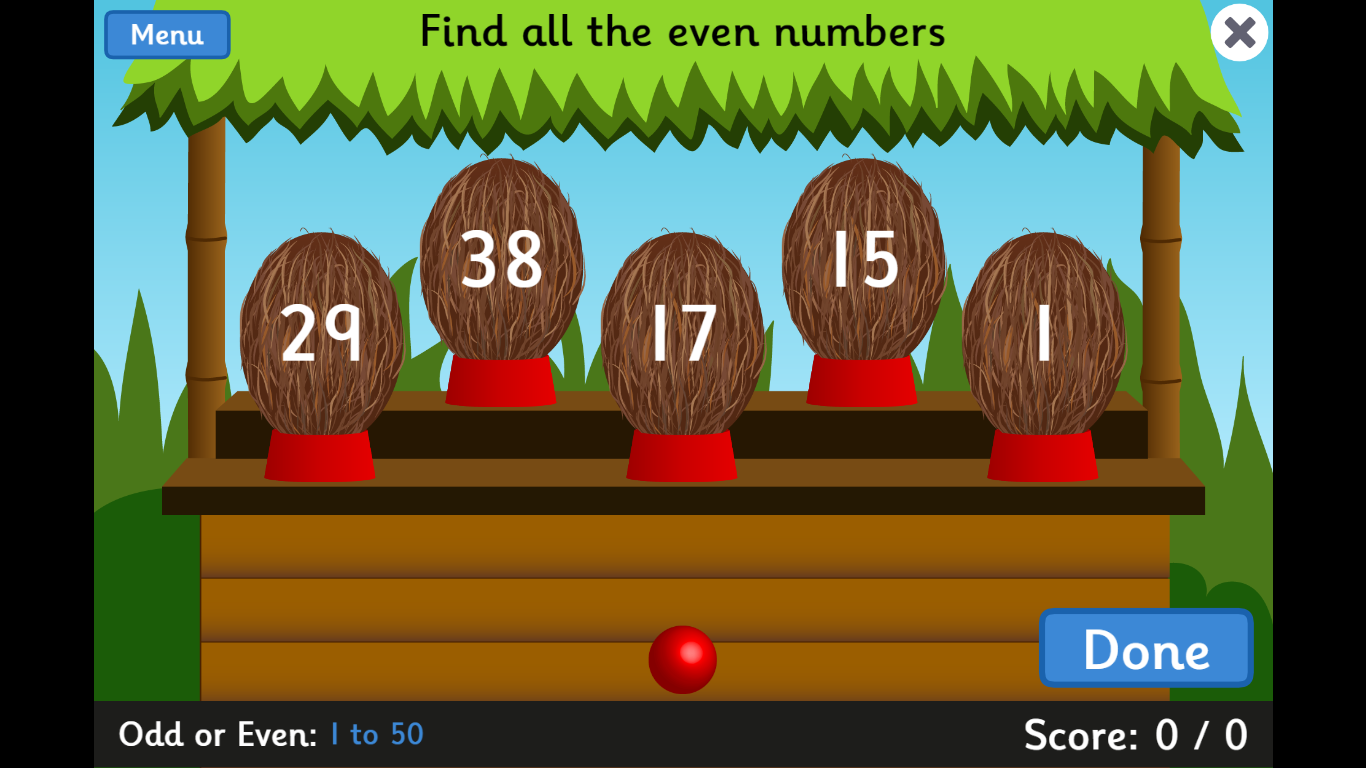 Menu
Find all the even numbers
38
15
29
17
1
Done
Odd or Even: 1 to 50
Score: 0 / 0